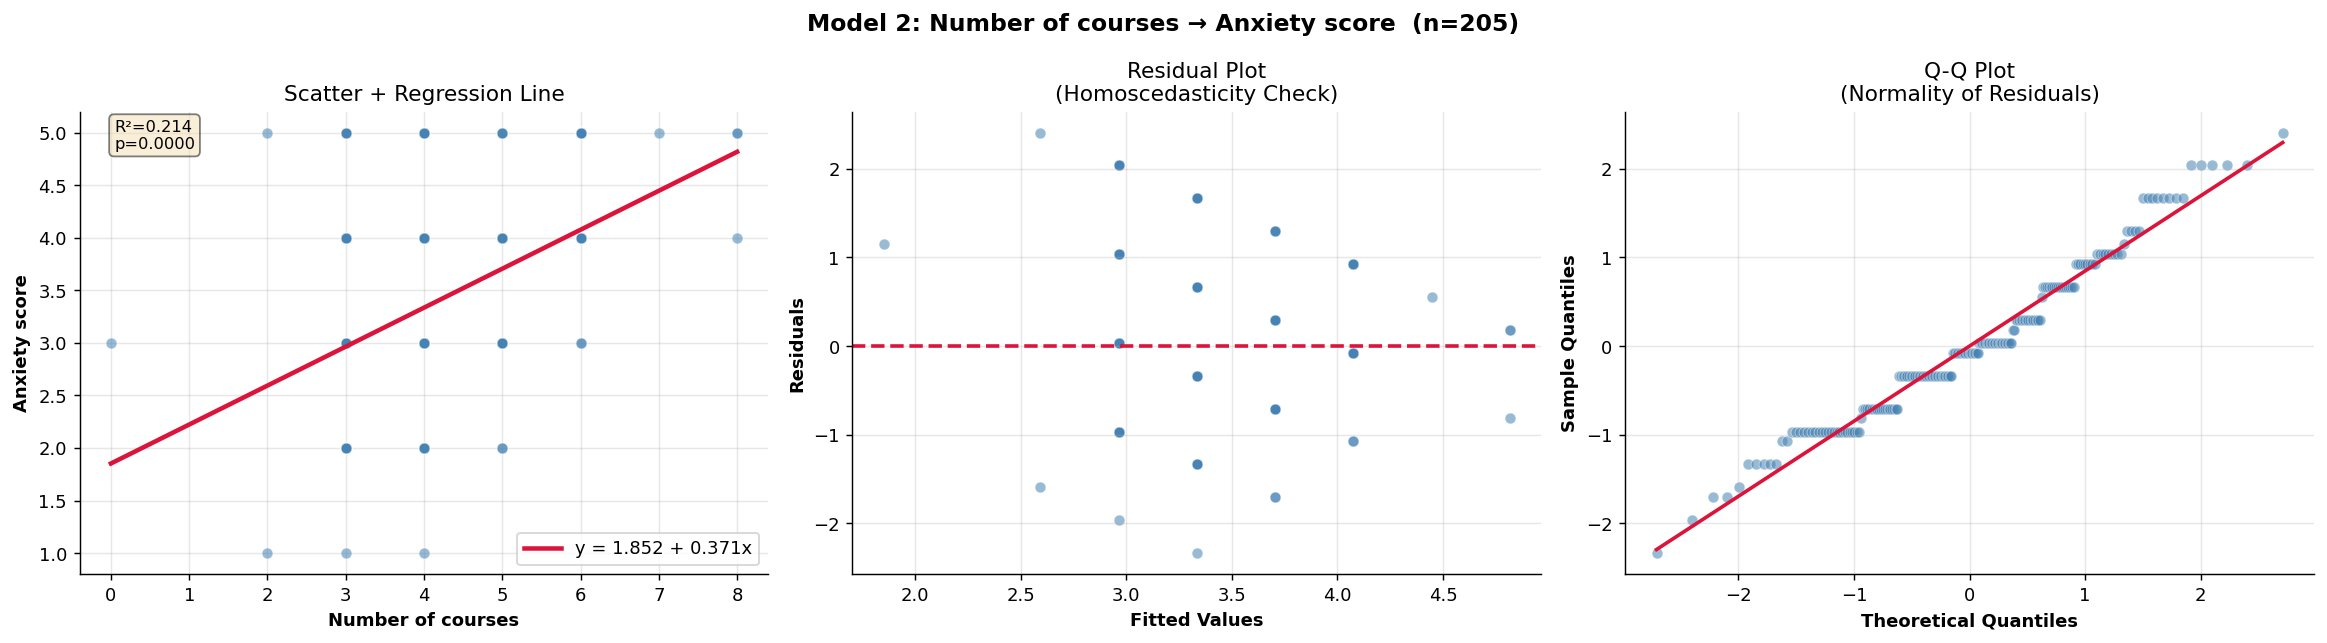 Model 2: Number of courses → Anxiety score  (n=205)
Scatter + Regression Line
R²=0.214
p=0.0000
5.0
4.5
4.0
3.5
3.0
2.5
2.0
1.5
1.0
Anxiety score
y = 1.852 + 0.371x
0 1 2 3 4 5 6 7 8
Number of courses
Residual Plot
(Homoscedasticity Check)
2
1
0
−1
−2
Residuals
2.0 2.5 3.0 3.5 4.0 4.5
Fitted Values
Q-Q Plot
(Normality of Residuals)
2
1
0
−1
−2
Sample Quantiles
−2 −1 0 1 2
Theoretical Quantiles